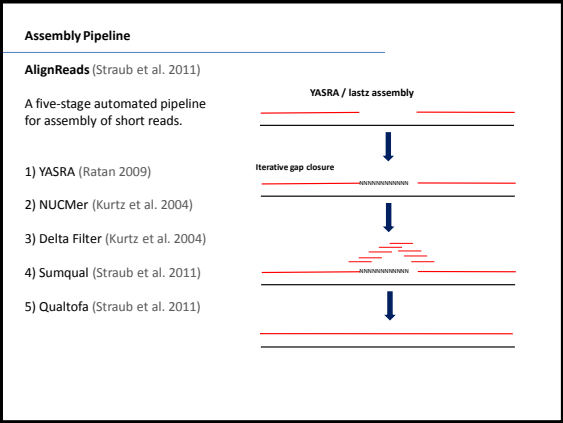 Assembly Pipeline
AlignReads (Straub et al. 2011)
A five-stage automated pipeline
for assembly of short reads.
1) YASRA (Ratan 2009)
2) NUCMer (Kurtz et al. 2004)
3) Delta Filter (Kurtz et al. 2004)
4) Sumqual (Straub et al. 2011)
5) Qualtofa (Straub et al. 2011)
YASRA / lastz assembly
Iterative gap closure
NNNNNNNNNNNN
NNNNNNNNNNNN